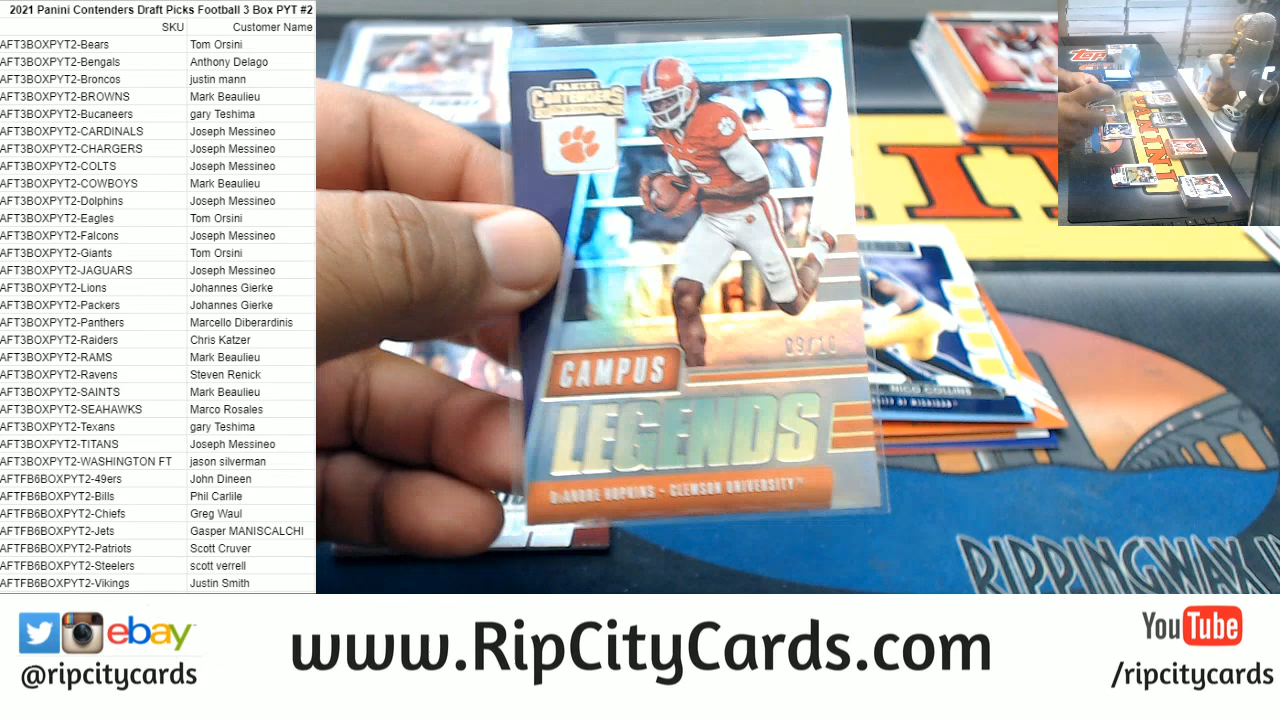 2021 Panini Contenders Draft Picks Football 3 Box PYT #2
SKU Customer Name
AFT3BOXPYT2-Bears Tom Orsini
AFT3BOXPYT2-Bengals Anthony Delago
AFT3BOXPYT2-Broncos justin mann
AFT3BOXPYT2-BROWNS Mark Beaulieu
AFT3BOXPYT2-Bucaneers gary Teshima
AFT3BOXPYT2-CARDINALS Joseph Messineo
AFT3BOXPYT2-CHARGERS Joseph Messineo
AFT3BOXPYT2-COLTS Joseph Messineo
AFT3BOXPYT2-COWBOYS Mark Beaulieu
AFT3BOXPYT2-Dolphins Joseph Messineo
AFT3BOXPYT2-Eagles Tom Orsini
AFT3BOXPYT2-Falcons Joseph Messineo
AFT3BOXPYT2-Giants Tom Orsini
AFT3BOXPYT2-JAGUARS Joseph Messineo
AFT3BOXPYT2-Lions Johannes Gierke
AFT3BOXPYT2-Packers Johannes Gierke
AFT3BOXPYT2-Panthers Marcello Diberardinis
AFT3BOXPYT2-Raiders Chris Katzer
AFT3BOXPYT2-RAMS Mark Beaulieu
AFT3BOXPYT2-Ravens Steven Renick
AFT3BOXPYT2-SAINTS Mark Beaulieu
AFT3BOXPYT2-SEAHAWKS Marco Rosales
AFT3BOXPYT2-Texans gary Teshima
AFT3BOXPYT2-TITANS Joseph Messineo
AFT3BOXPYT2-WASHINGTON FT jason silverman
AFTFB6BOXPYT2-49ers John Dineen
AFTFB6BOXPYT2-Bills Phil Carlile
AFTFB6BOXPYT2-Chiefs Greg Waul
AFTFB6BOXPYT2-Jets Gasper MANISCALCHI
AFTFB6BOXPYT2-Patriots Scott Cruver
AFTFB6BOXPYT2-Steelers scott verrell
AFTFB6BOXPYT2-Vikings Justin Smith
PANINI
CONTENDERS
CAMPUS
LEGENDS
DeANDRE HOPKINS - CLEMSON UNIVERSITY
NICO COLLINS
PANINI
RIPPINGWAX
ebay
@ripcitycards
www.RipCityCards.com
YouTube
/ripcitycards